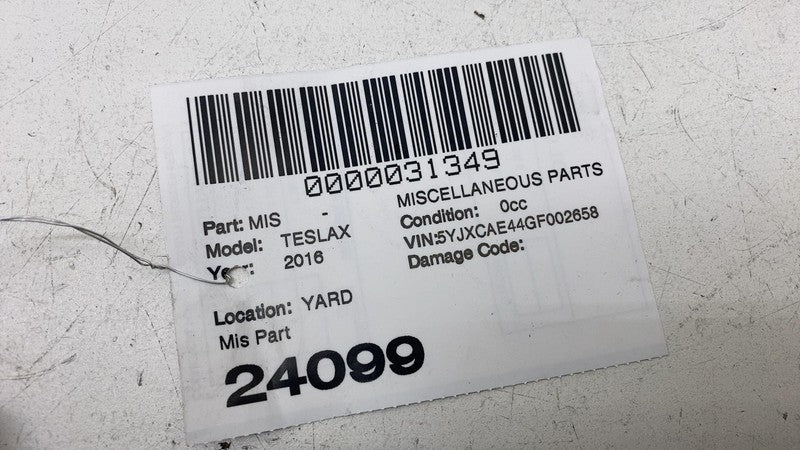 0000031349
Part: MIS - MISCELLANEOUS PARTS
Model: TESLAX Condition: 0cc
2016 VIN:5YJXCAE44GF002658
Damage Code:
Location: YARD
Mis Part
24099